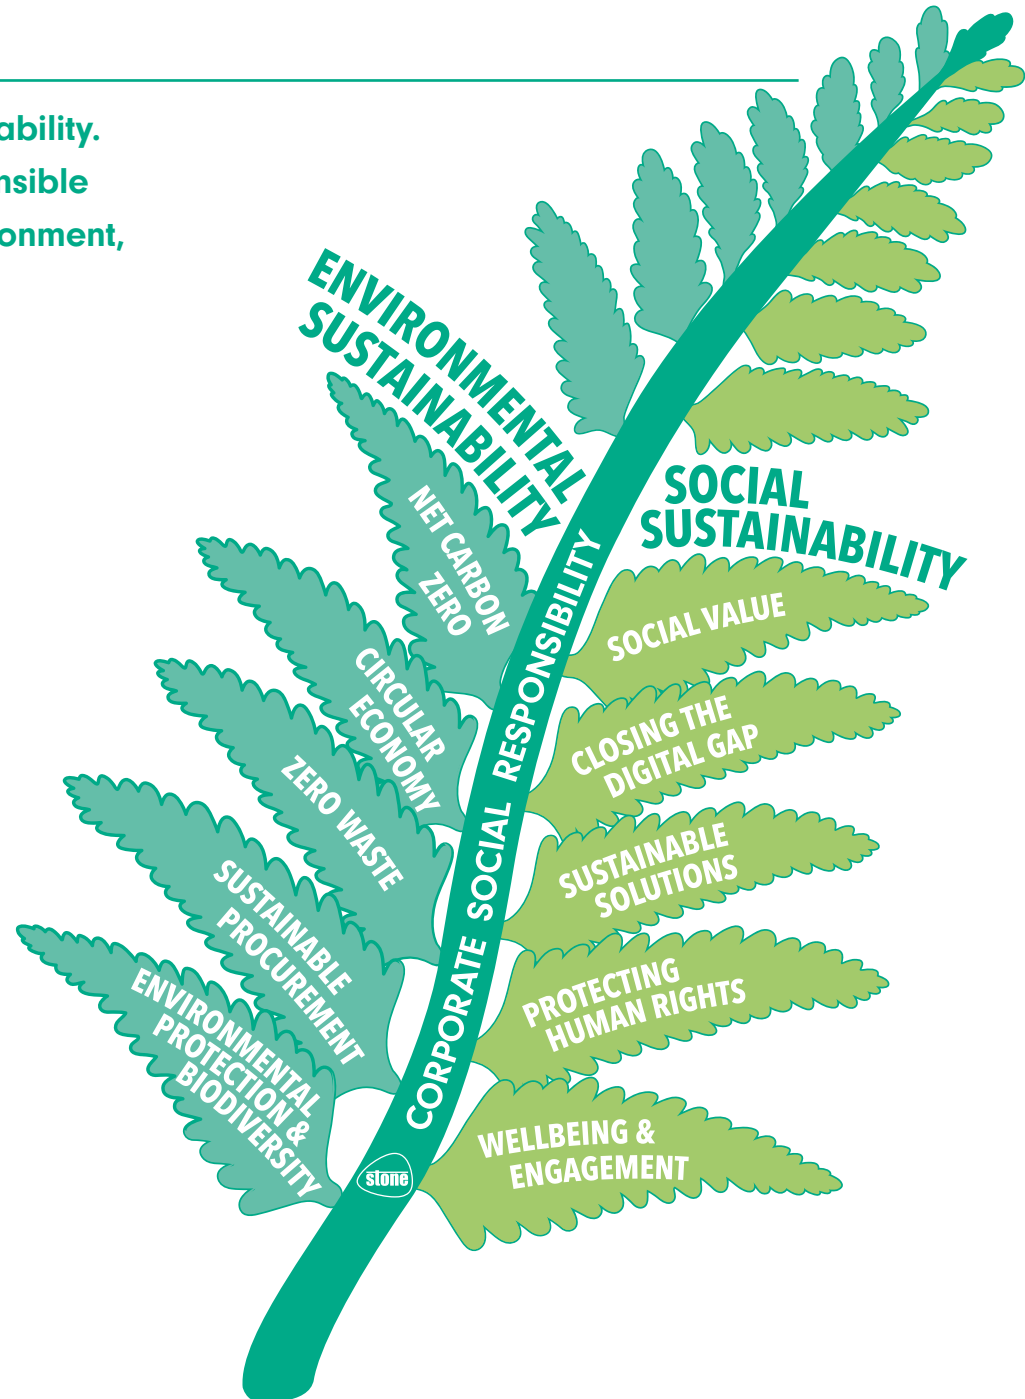 ability.
nsible
onment,
ENVIRONMENTAL
SUSTAINABILITY
NET CARBON
ZERO
CIRCULAR
ECONOMY
ZERO WASTE
SUSTAINABLE
PROCUREMENT
ENVIRONMENTAL
PROTECTION &
BIODIVERSITY
CORPORATE SOCIAL RESPONSIBILITY
stone
SOCIAL
SUSTAINABILITY
SOCIAL VALUE
CLOSING THE
DIGITAL GAP
SUSTAINABLE
SOLUTIONS
PROTECTING
HUMAN RIGHTS
WELLBEING &
ENGAGEMENT